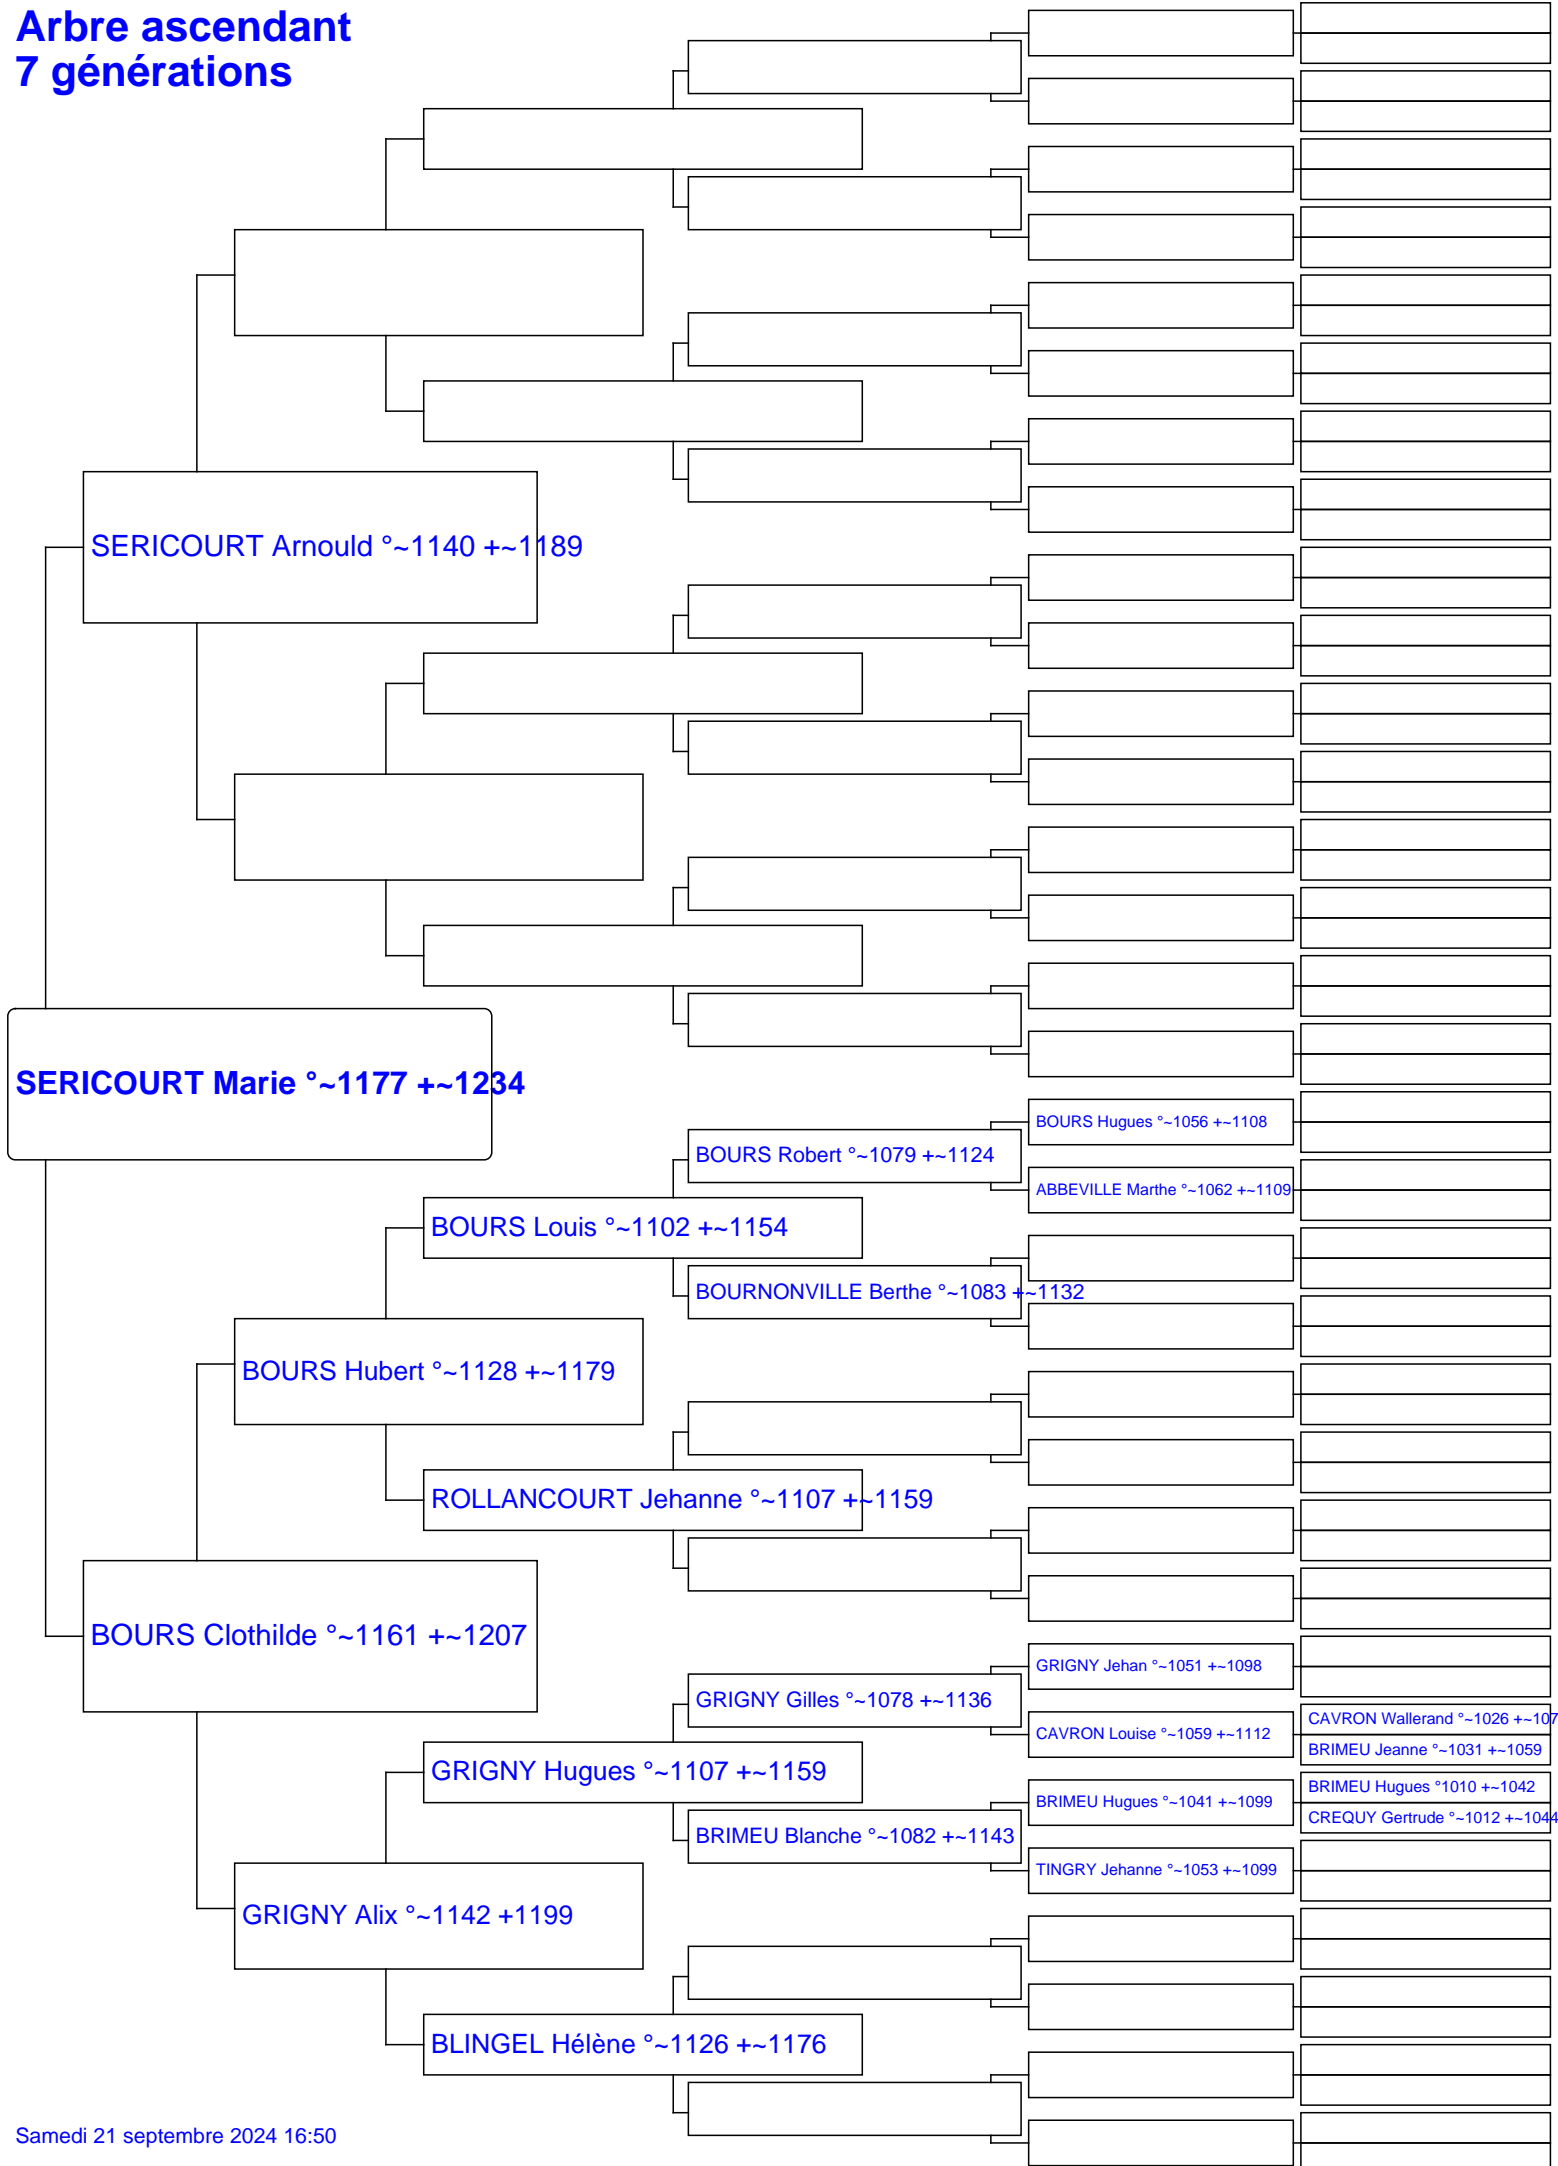 Arbre ascendant
7 générations
SERICOURT Arnould °~1140 +~1189
SERICOURT Marie °~1177 +~1234
BOURS Hugues °~1056 +~1108
BOURS Robert °~1079 +~1124
ABBEVILLE Marthe °~1062 +~1109
BOURS Louis °~1102 +~1154
BOURNONVILLE Berthe °~1083 +~1132
BOURS Hubert °~1128 +~1179
ROLLANCOURT Jehanne °~1107 +~1159
BOURS Clothilde °~1161 +~1207
GRIGNY Jehan °~1051 +~1098
GRIGNY Gilles °~1078 +~1136
CAVRON Wallerand °~1026 +~107
CAVRON Louise °~1059 +~1112
BRIMEU Jeanne °~1031 +~1059
GRIGNY Hugues °~1107 +~1159
BRIMEU Hugues °1010 +~1042
BRIMEU Hugues °~1041 +~1099
CREQUY Gertrude °~1012 +~1044
BRIMEU Blanche °~1082 +~1143
TINGRY Jehanne °~1053 +~1099
GRIGNY Alix °~1142 +1199
BLINGEL Hélène °~1126 +~1176
Samedi 21 septembre 2024 16:50